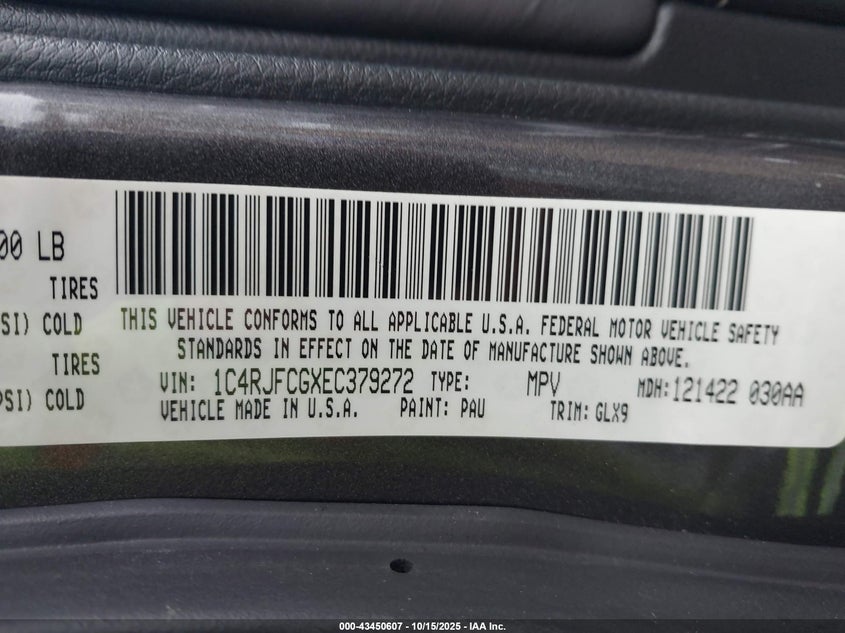 00 LB
TIRES
SI) COLD
TIRES
PSI) COLD
THIS VEHICLE CONFORMS TO ALL APPLICABLE U.S.A. FEDERAL MOTOR VEHICLE SAFETY
STANDARDS IN EFFECT ON THE DATE OF MANUFACTURE SHOWN ABOVE.
VIN: 1C4RJFCGXEC379272 TYPE: MPV MDH: 121422 030AA
VEHICLE MADE IN U.S.A. PAINT: PAU TRIM: GLX9
000-43450607 - 10/15/2025 - IAA Inc.